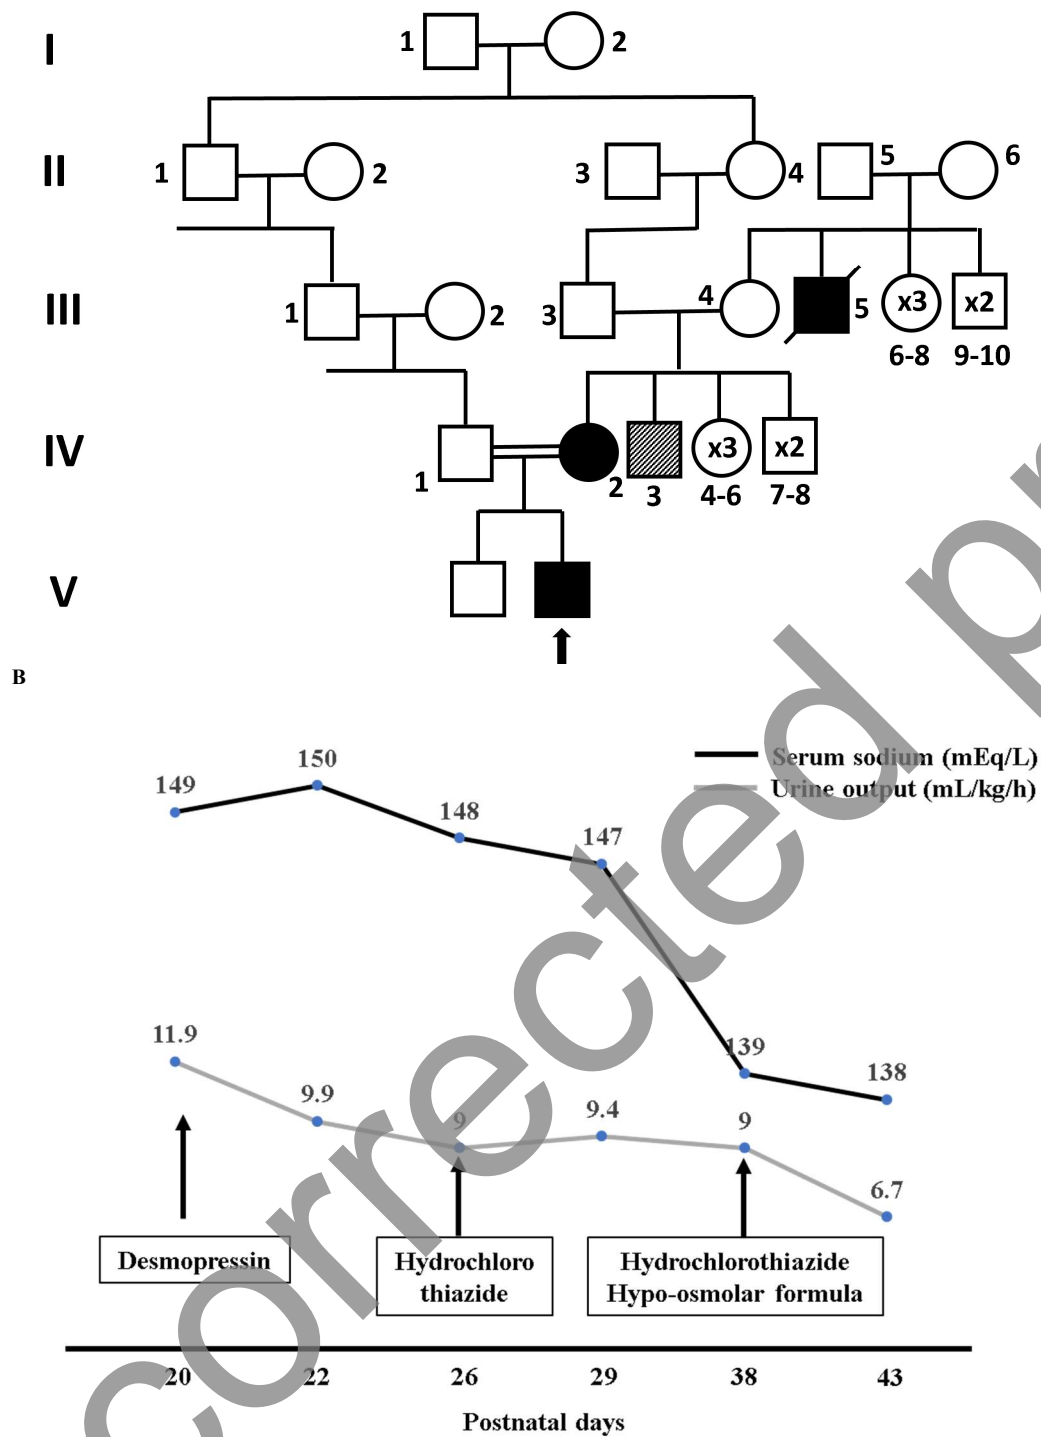 I
1
2
II
1
2
3
4
5
6
III
1
2
3
4
5
x3
x2
6-8
9-10
IV
1
2
3
x3
x2
4-6
7-8
V
B
Serum sodium (mEq/L)
Urine output (mL/kg/h)
149
150
148
147
139
138
11.9
9.9
9
9.4
9
6.7
Desmopressin
Hydrochloro
thiazide
Hydrochlorothiazide
Hypo-osmolar formula
20
22
26
29
38
43
Postnatal days
corrected pr